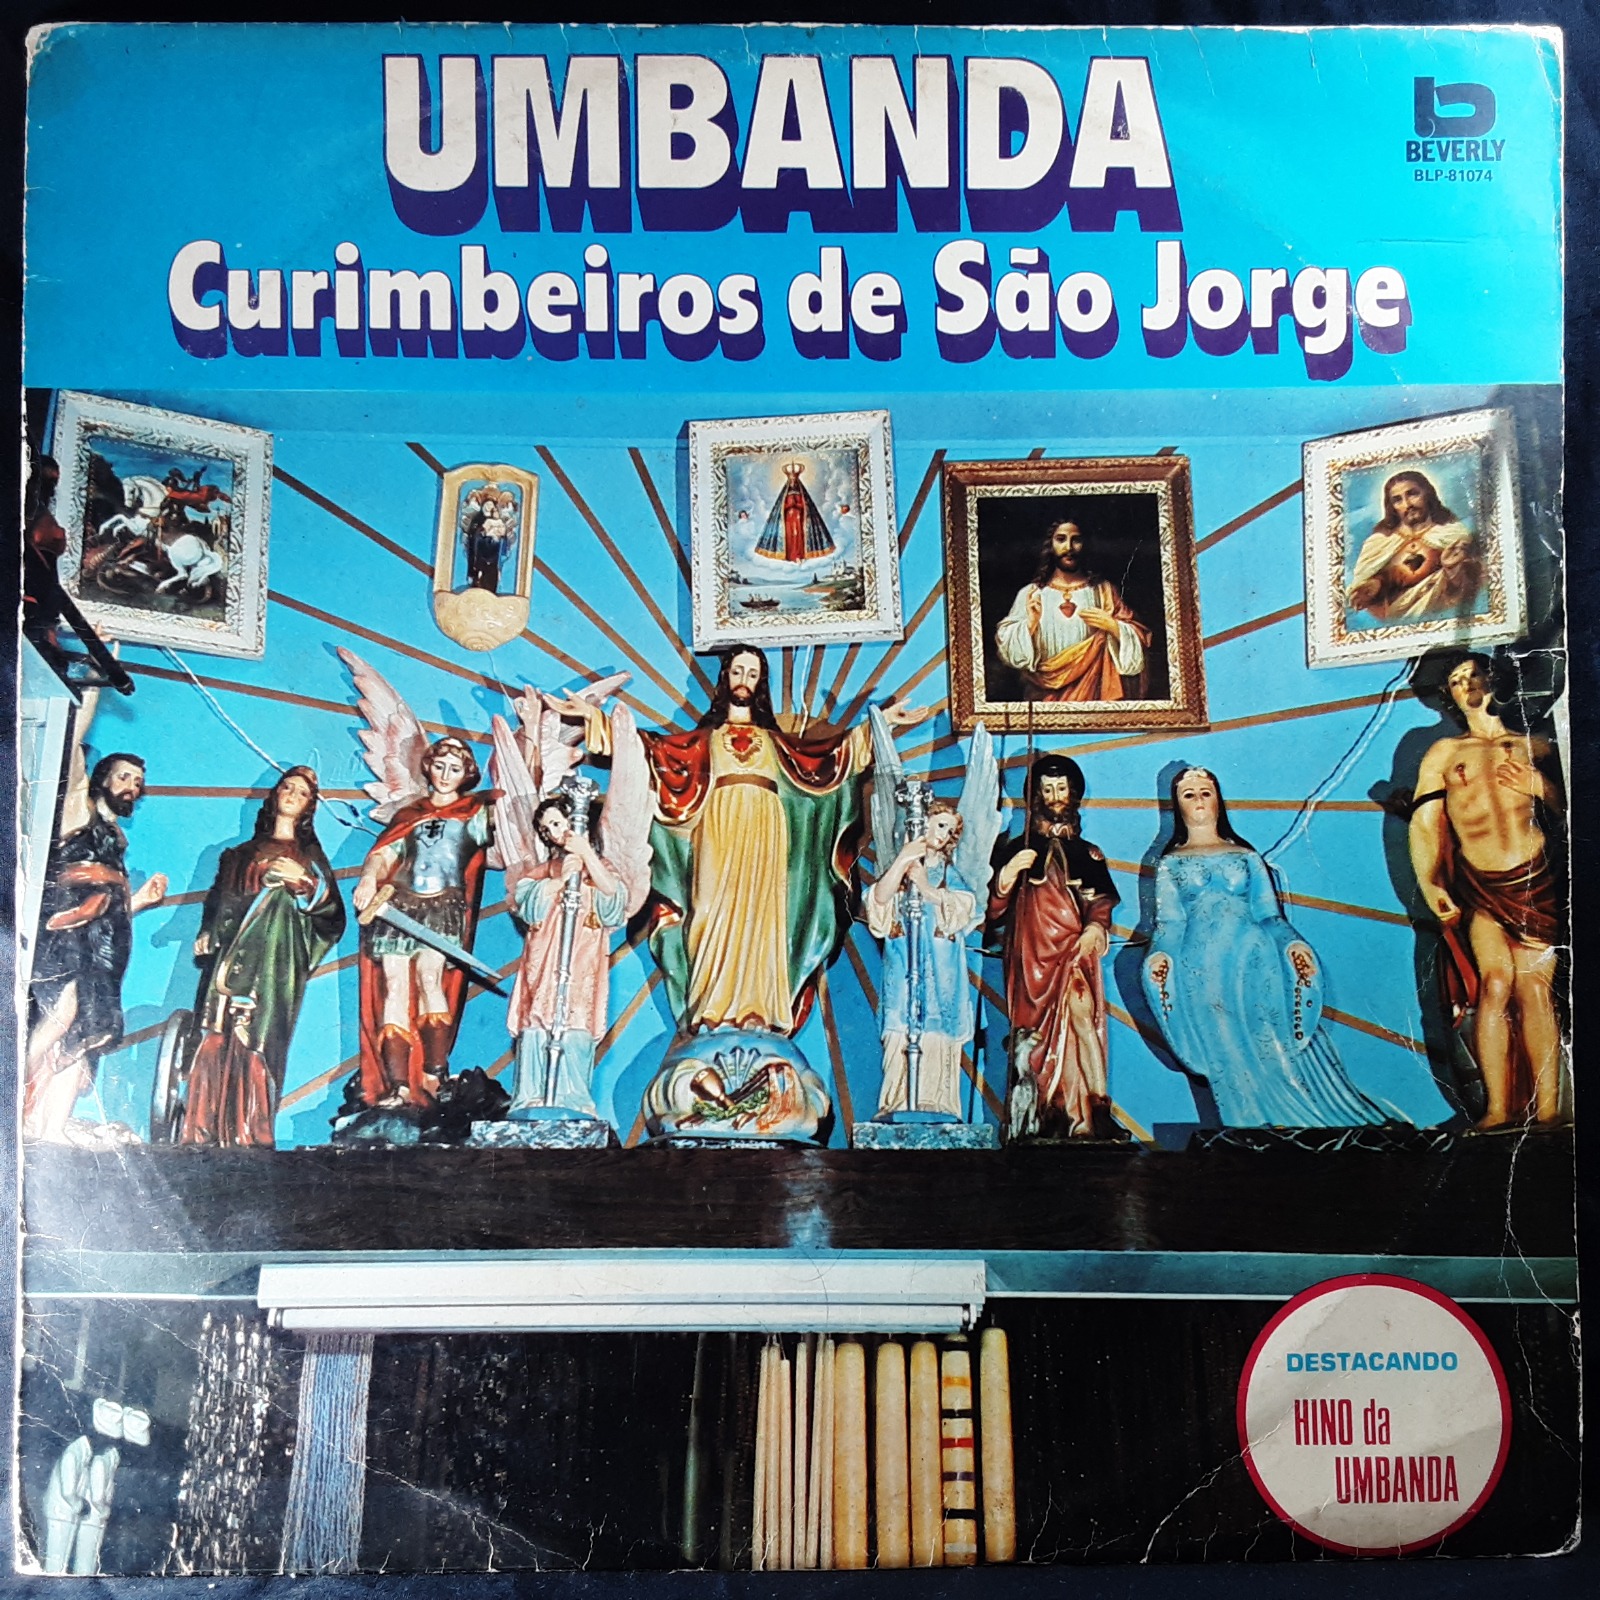 UMBANDA
BEVERLY
BLP-81074
Curimbeiros de São Jorge
DESTACANDO
HINO da
UMBANDA